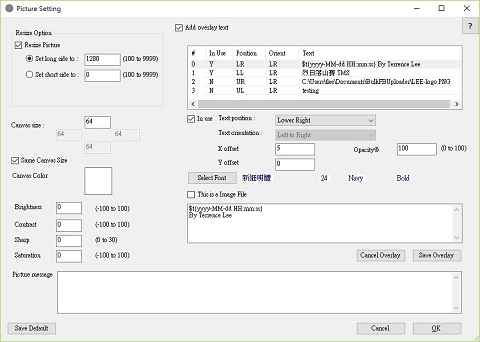 Picture Setting
?
Resize Option
Resize Picture
Set long side to : 1280 (100 to 9999)
Set short side to : 0 (100 to 9999)
Canvas size : 64
64 64
64
Same Canvas Size
Canvas Color
Brightness 0 (-100 to 100)
Contrast 0 (-100 to 100)
Sharp 0 (0 to 30)
Saturation 0 (-100 to 100)
Add overlay text
# In Use Position Orient Text
0 Y LR LR $t{yyyy-MM-dd HH:mm:ss} By Terrence Lee
1 Y LL LR 烈日落山賽 TMS
2 N UR LR C:\Users\tlee\Documents\BulkFBUploader\LEE-logo.PNG
3 N UL LR testing
In use Text position : Lower Right
Text orientation : Left to Right
X offset 5 Opacity% 100 (0 to 100)
Y offset 0
Select Font 新細明體 24 Navy Bold
This is a Image File
$t{yyyy-MM-dd HH:mm:ss}
By Terrence Lee
Cancel Overlay Save Overlay
Picture message
Save Default Cancel OK